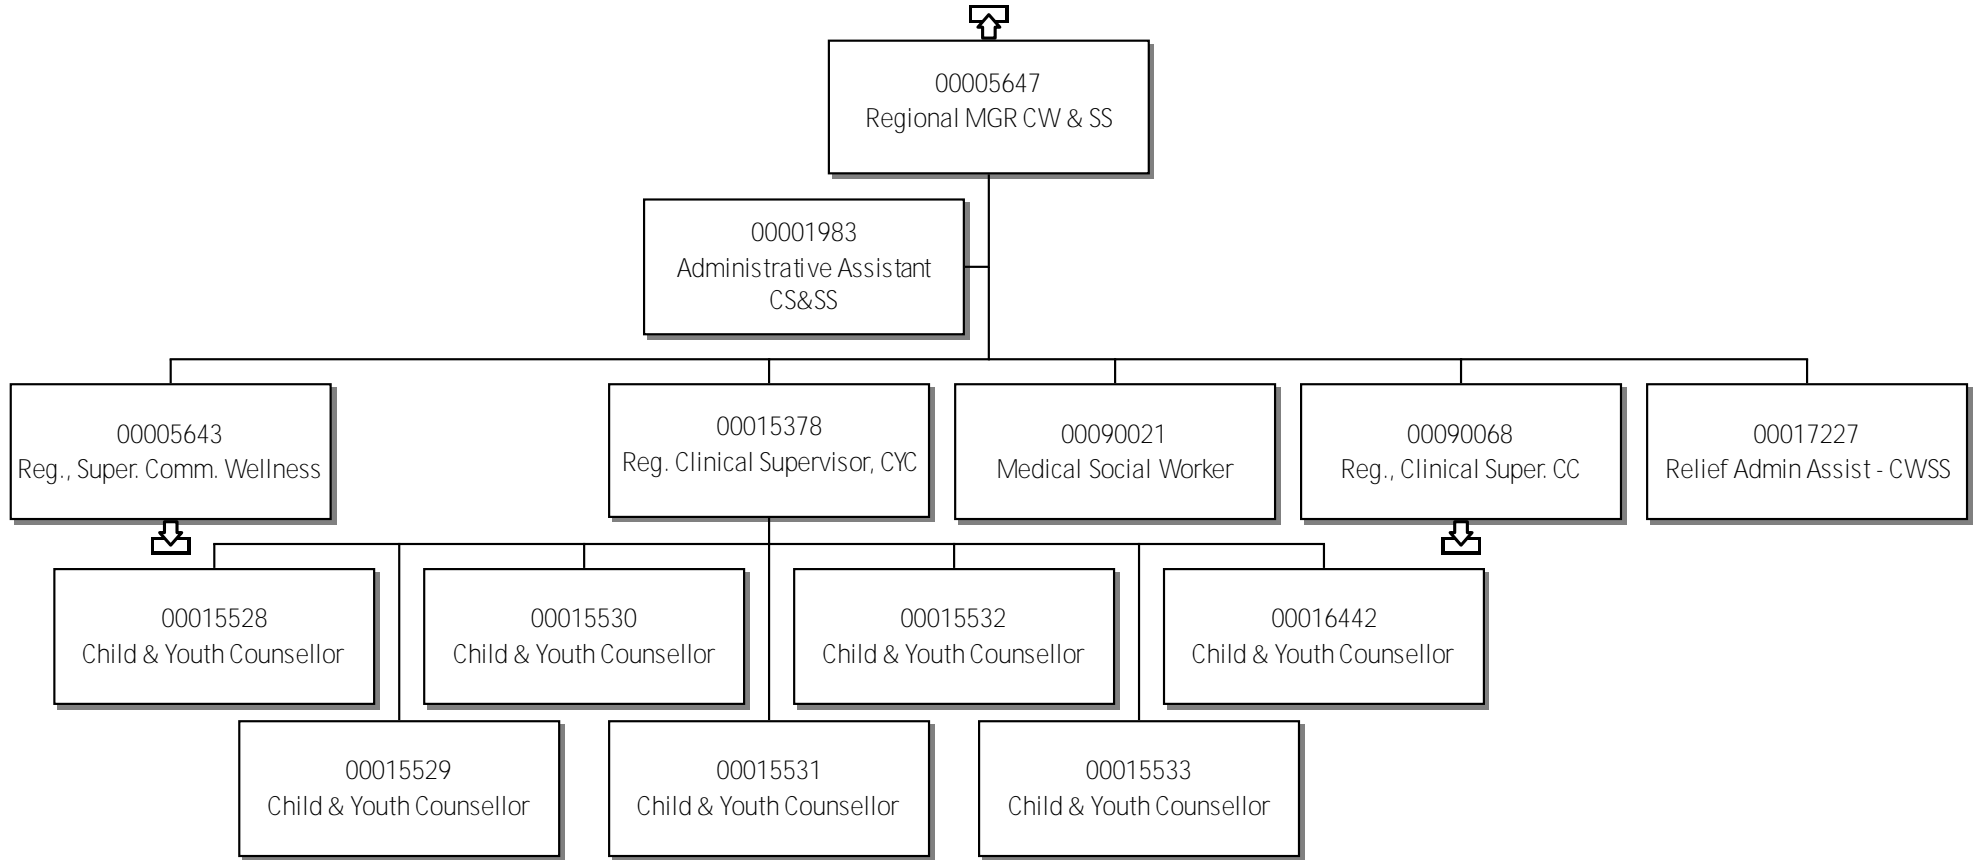 00005647
Regional MGR CW & SS
00001983
Administrative Assistant
CS&SS
00005643
Reg., Super. Comm. Wellness
00015378
Reg. Clinical Supervisor, CYC
00090021
Medical Social Worker
00090068
Reg., Clinical Super. CC
00017227
Relief Admin Assist - CWSS
00015528
Child & Youth Counsellor
00015530
Child & Youth Counsellor
00015532
Child & Youth Counsellor
00016442
Child & Youth Counsellor
00015529
Child & Youth Counsellor
00015531
Child & Youth Counsellor
00015533
Child & Youth Counsellor